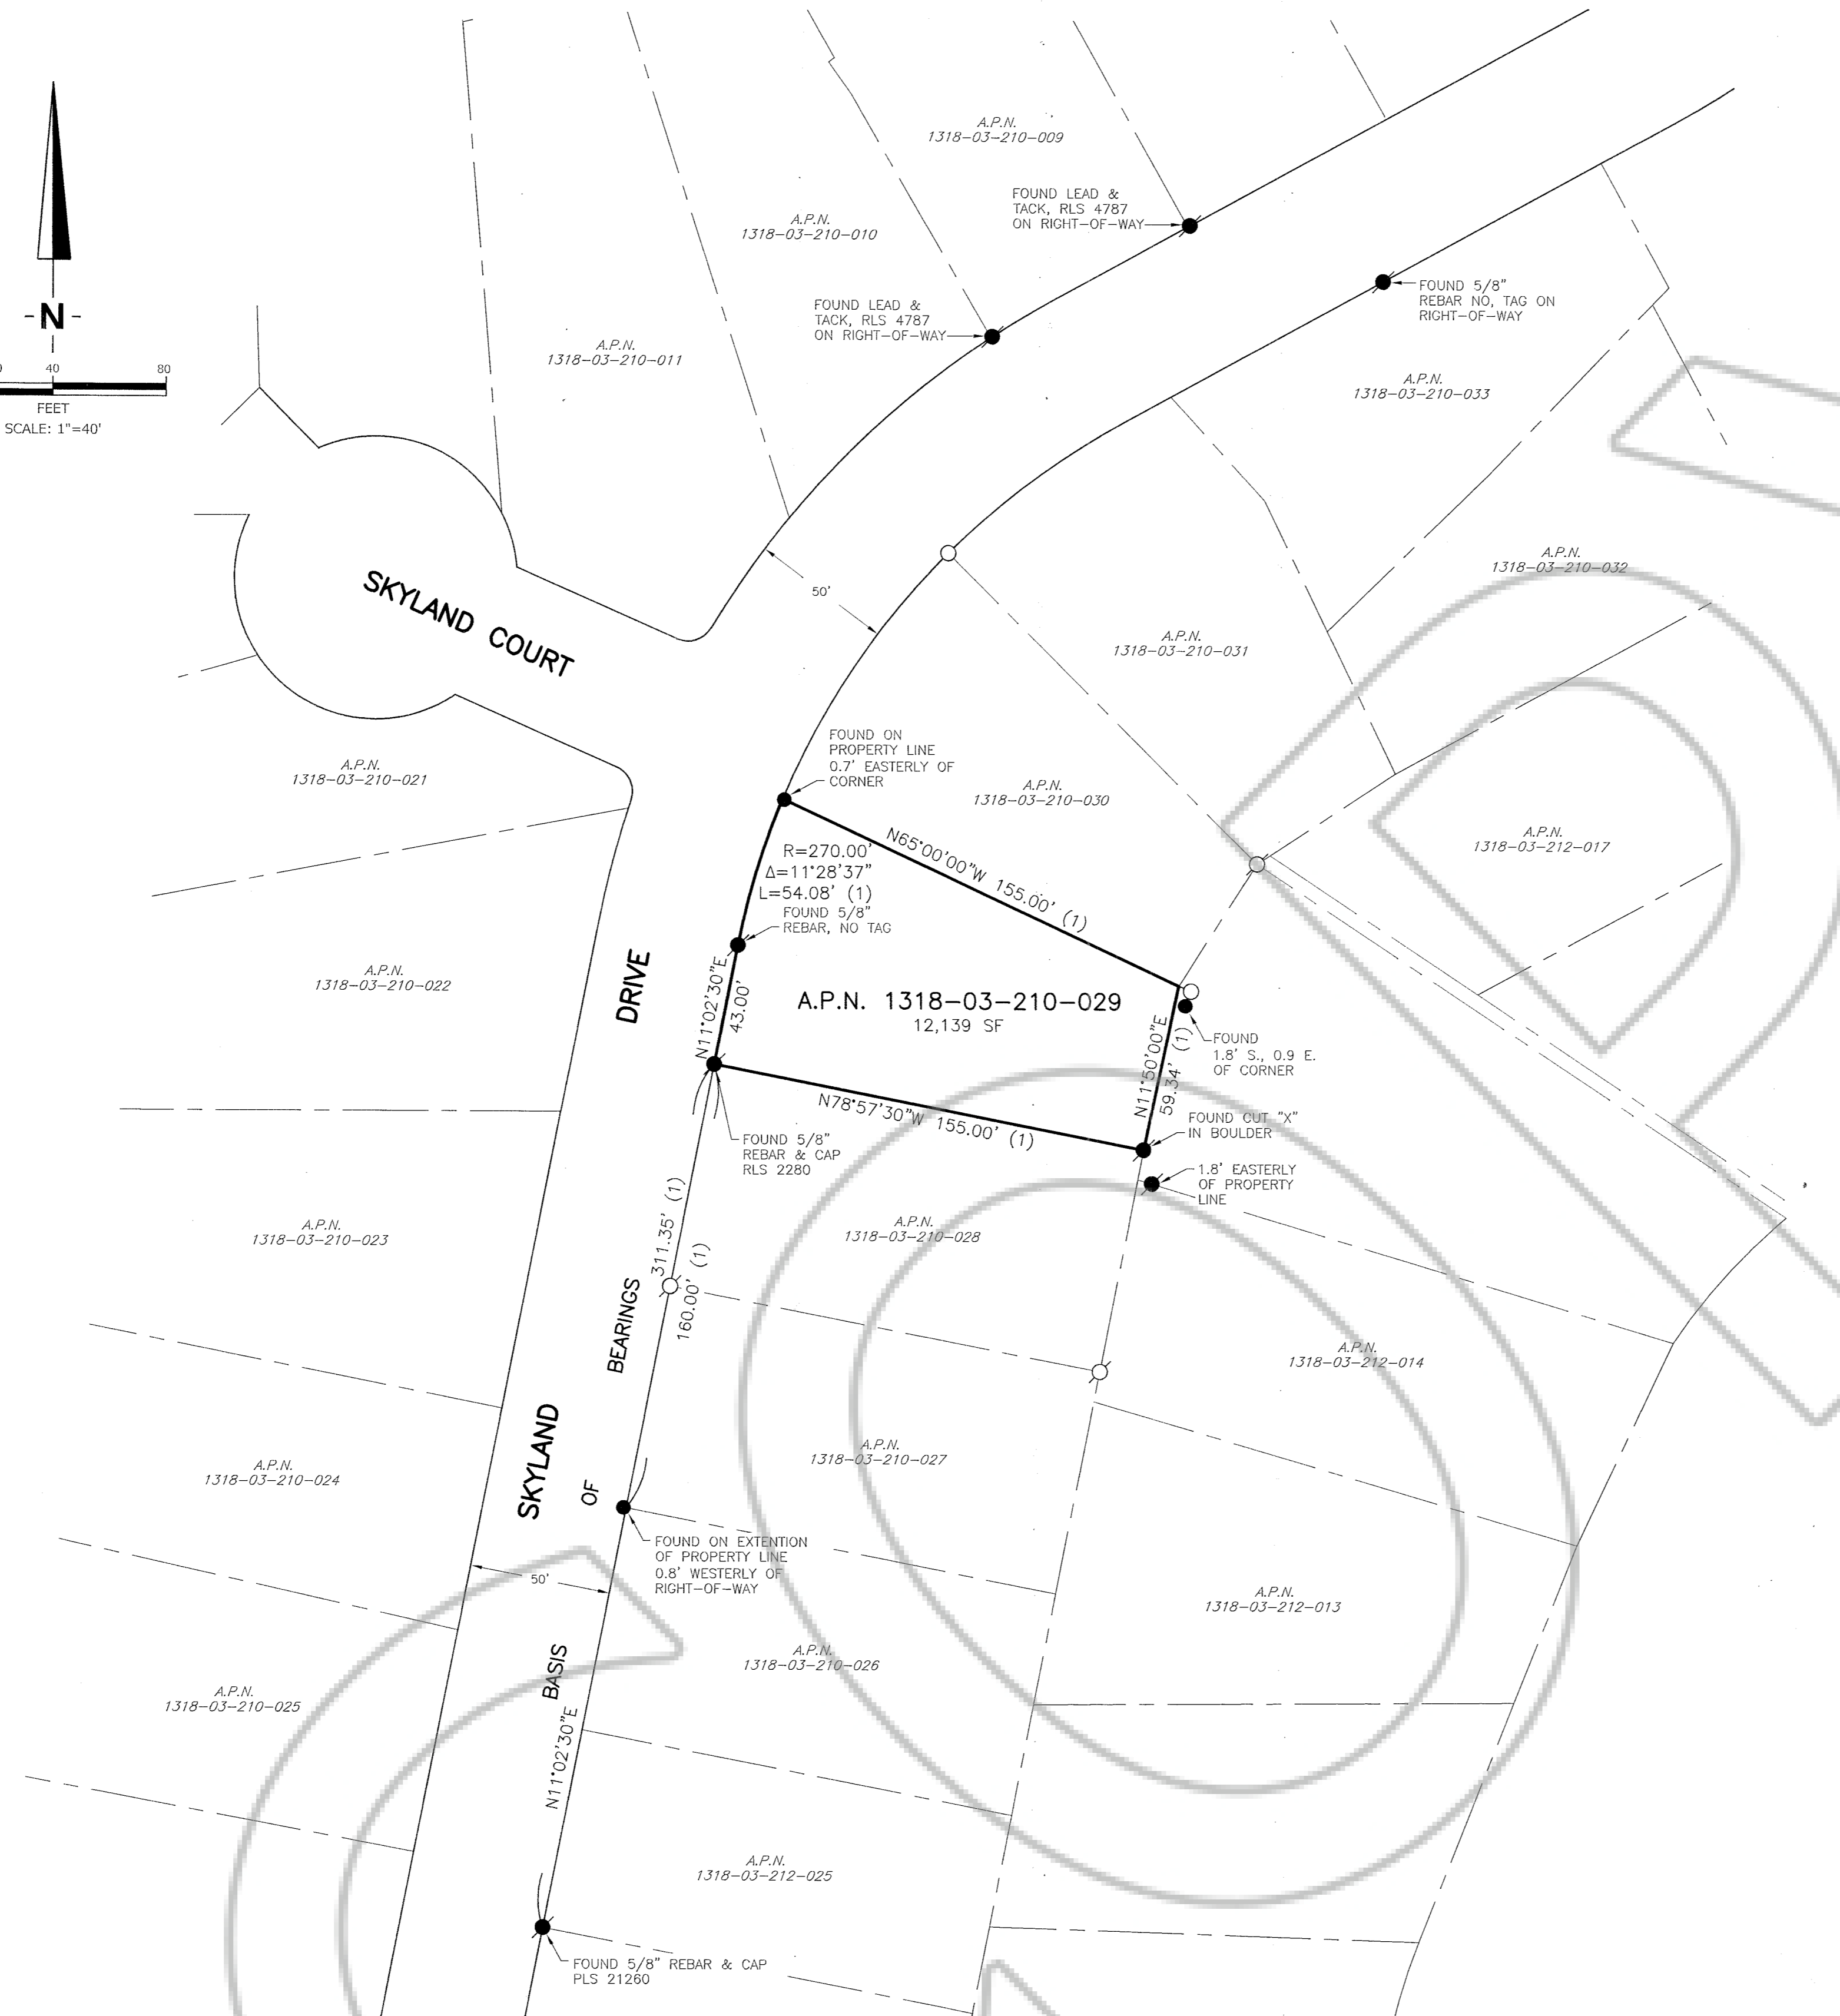 A.P.N.
1318-03-210-009
FOUND LEAD &
TACK, RLS 4787
ON RIGHT-OF-WAY
A.P.N.
1318-03-210-010
FOUND 5/8"
REBAR NO, TAG ON
RIGHT-OF-WAY
FOUND LEAD &
TACK, RLS 4787
ON RIGHT-OF-WAY
-N-
A.P.N.
1318-03-210-011
0 40 80
FEET
SCALE: 1"=40'
A.P.N.
1318-03-210-033
A.P.N.
1318-03-210-032
SKYLAND COURT
50'
A.P.N.
1318-03-210-031
FOUND ON
PROPERTY LINE
0.7' EASTERLY OF
CORNER
A.P.N.
1318-03-210-021
A.P.N.
1318-03-210-030
A.P.N.
1318-03-212-017
N65°00'00"W 155.00' (1)
R=270.00'
Δ=11°28'37"
L=54.08' (1)
FOUND 5/8"
REBAR, NO TAG
A.P.N.
1318-03-210-022
DRIVE
N11°02'30"E
43.00'
A.P.N. 1318-03-210-029
12,139 SF
N11°50'00"E
59.34' (1)
FOUND
1.8' S., 0.9 E.
OF CORNER
N78°57'30"W 155.00' (1)
FOUND CUT "X"
IN BOULDER
FOUND 5/8"
REBAR & CAP
RLS 2280
1.8' EASTERLY
OF PROPERTY
LINE
A.P.N.
1318-03-210-023
311.35' (1)
160.00' (1)
A.P.N.
1318-03-210-028
BEARINGS
A.P.N.
1318-03-212-014
SKYLAND
OF
A.P.N.
1318-03-210-027
A.P.N.
1318-03-210-024
FOUND ON EXTENTION
OF PROPERTY LINE
0.8' WESTERLY OF
RIGHT-OF-WAY
50'
A.P.N.
1318-03-212-013
BASIS
A.P.N.
1318-03-210-026
A.P.N.
1318-03-210-025
N11°02'30"E
A.P.N.
1318-03-212-025
FOUND 5/8" REBAR & CAP
PLS 21260